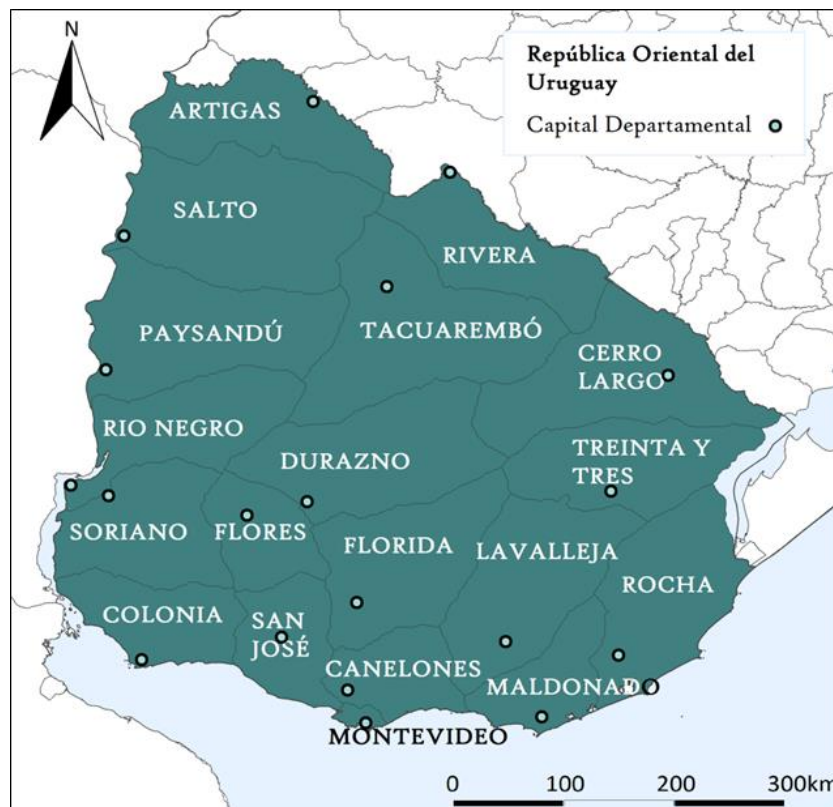 N
República Oriental del
Uruguay
Capital Departamental
ARTIGAS
SALTO
RIVERA
PAYSANDÚ
TACUAREMBÓ
CERRO
LARGO
RIO NEGRO
DURAZNO
TREINTA Y
TRES
SORIANO
FLORES
FLORIDA
LAVALLEJA
ROCHA
COLONIA
SAN
JOSÉ
CANELONES
MALDONADO
MONTEVIDEO
0 100 200 300km